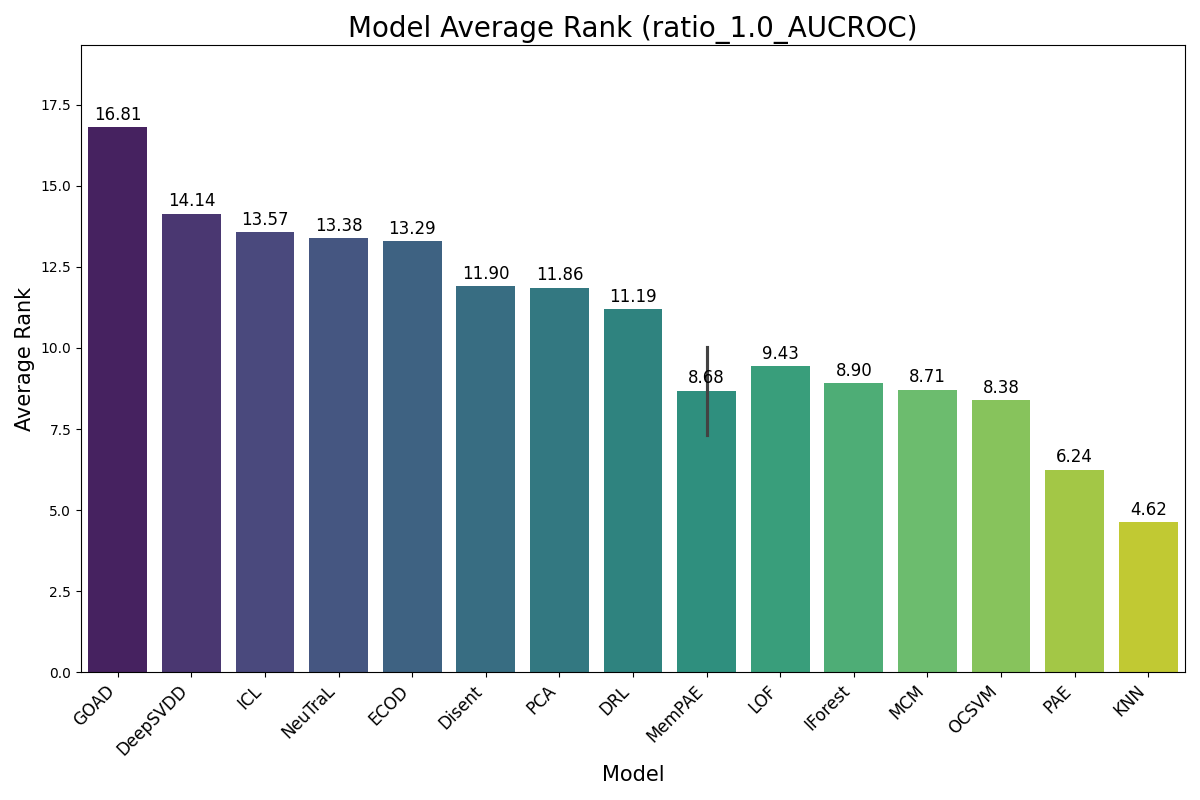 Model Average Rank (ratio_1.0_AUCROC)
Average Rank
17.5
15.0
12.5
10.0
7.5
5.0
2.5
0.0
16.81
14.14
13.57
13.38
13.29
11.90
11.86
11.19
8.68
9.43
8.90
8.71
8.38
6.24
4.62
GOAD
DeepSVDD
ICL
NeuTraL
ECOD
Disent
PCA
DRL
MemPAE
LOF
IForest
MCM
OCSVM
PAE
KNN
Model